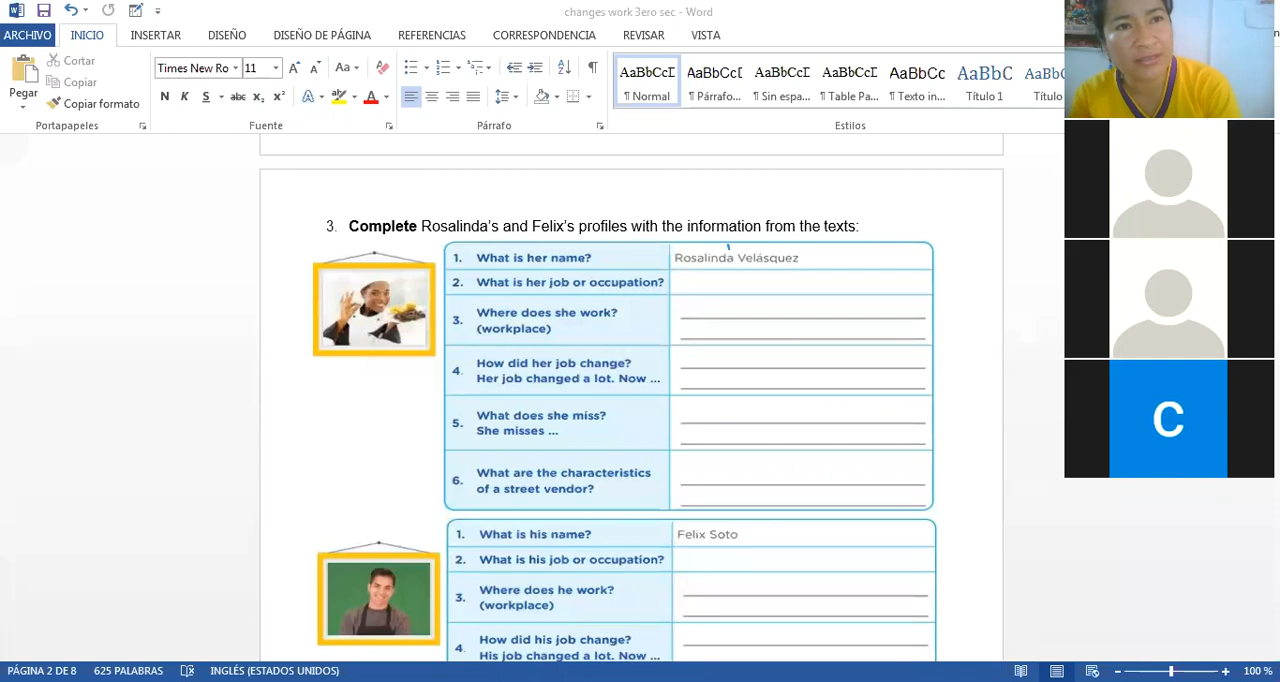 changes work 3ero sec - Word
ARCHIVO INICIO INSERTAR DISEÑO DISEÑO DE PÁGINA REFERENCIAS CORRESPONDENCIA REVISAR VISTA
Pegar
Cortar
Copiar
Copiar formato
Portapapeles
Times New Ro 11 Aa
N K S abc x₂ x² A A
Fuente
Párrafo
AaBbCcI AaBbCcI AaBbCcI AaBbCcI AaBbCc AaBbC AaBb(
¶ Normal ¶ Párrafo... ¶ Sin espa... ¶ Table Pa... ¶ Texto in... Título 1 Título
Estilos
3. Complete Rosalinda's and Felix's profiles with the information from the texts:
1. What is her name? Rosalinda Velásquez
2. What is her job or occupation?
3. Where does she work?
(workplace)
4. How did her job change?
Her job changed a lot. Now ...
5. What does she miss?
She misses ...
6. What are the characteristics
of a street vendor?
1. What is his name? Felix Soto
2. What is his job or occupation?
3. Where does he work?
(workplace)
4. How did his job change?
His job changed a lot. Now ...
C
PÁGINA 2 DE 8 625 PALABRAS INGLÉS (ESTADOS UNIDOS) 100 %